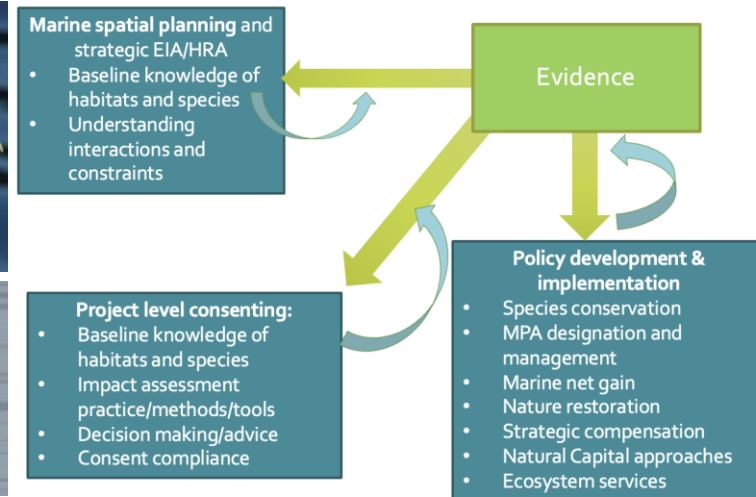 Marine spatial planning and
strategic EIA/HRA
• Baseline knowledge of
habitats and species
• Understanding
interactions and
constraints
Evidence
Project level consenting:
• Baseline knowledge of
habitats and species
• Impact assessment
practice/methods/tools
• Decision making/advice
• Consent compliance
Policy development &
implementation
• Species conservation
• MPA designation and
management
• Marine net gain
• Nature restoration
• Strategic compensation
• Natural Capital approaches
• Ecosystem services